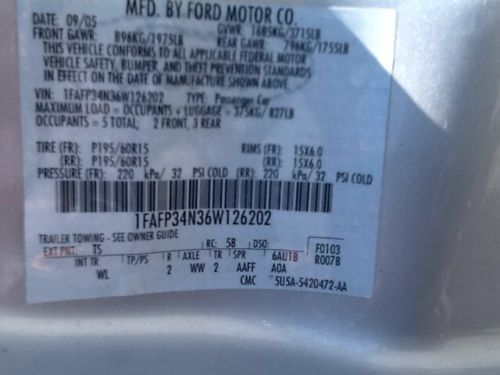 MFD. BY FORD MOTOR CO.
DATE: 09/05 GVWR: 1685KG/3715LB
FRONT GAWR: 896KG/1975LB REAR GAWR: 796KG/1755LB
THIS VEHICLE CONFORMS TO ALL APPLICABLE FEDERAL MOTOR
VEHICLE SAFETY, BUMPER, AND THEFT PREVENTION STANDARDS
IN EFFECT ON THE DATE OF MANUFACTURE SHOWN ABOVE.
VIN: 1FAFP34N36W126202 TYPE: Passenger Car
MAXIMUM LOAD = OCCUPANTS + LUGGAGE = 375KG/827LB
OCCUPANTS = 5 TOTAL; 2 FRONT, 3 REAR
TIRE (FR): P195/60R15 RIMS (FR): 15X6.0
(RR): P195/60R15 (RR): 15X6.0
PRESSURE (FR): 220 kPa/ 32 PSI COLD (RR): 220 kPa/ 32 PSI COLD
1FAFP34N36W126202
TRAILER TOWING - SEE OWNER GUIDE
EXT PNT: TS RC: 58 DSO: F0103
INT TR TP/PS R AXLE TR SPR 6AU1B R0078
WL 2 WW 2 AAFF AOA
CMC 5U5A-5420472-AA